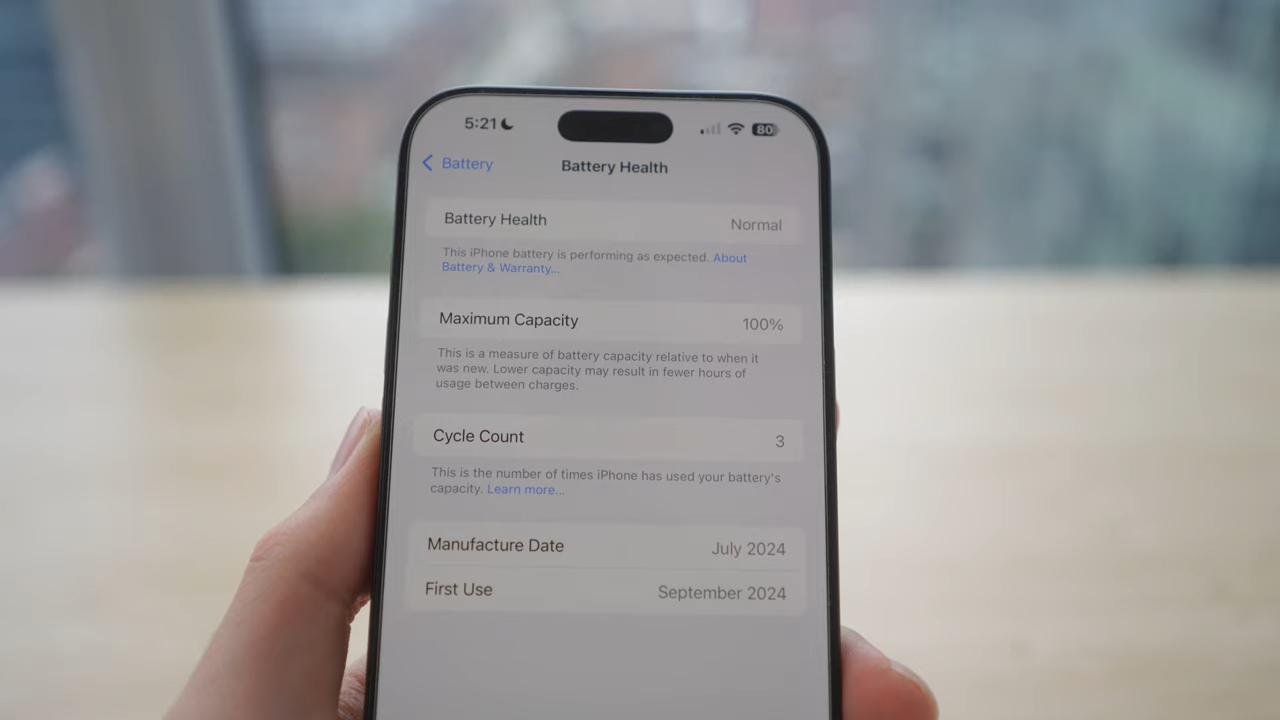 5:21
80
Battery
Battery Health
Battery Health
Normal
This iPhone battery is performing as expected. About
Battery & Warranty...
Maximum Capacity
100%
This is a measure of battery capacity relative to when it
was new. Lower capacity may result in fewer hours of
usage between charges.
Cycle Count
3
This is the number of times iPhone has used your battery's
capacity. Learn more...
Manufacture Date
July 2024
First Use
September 2024